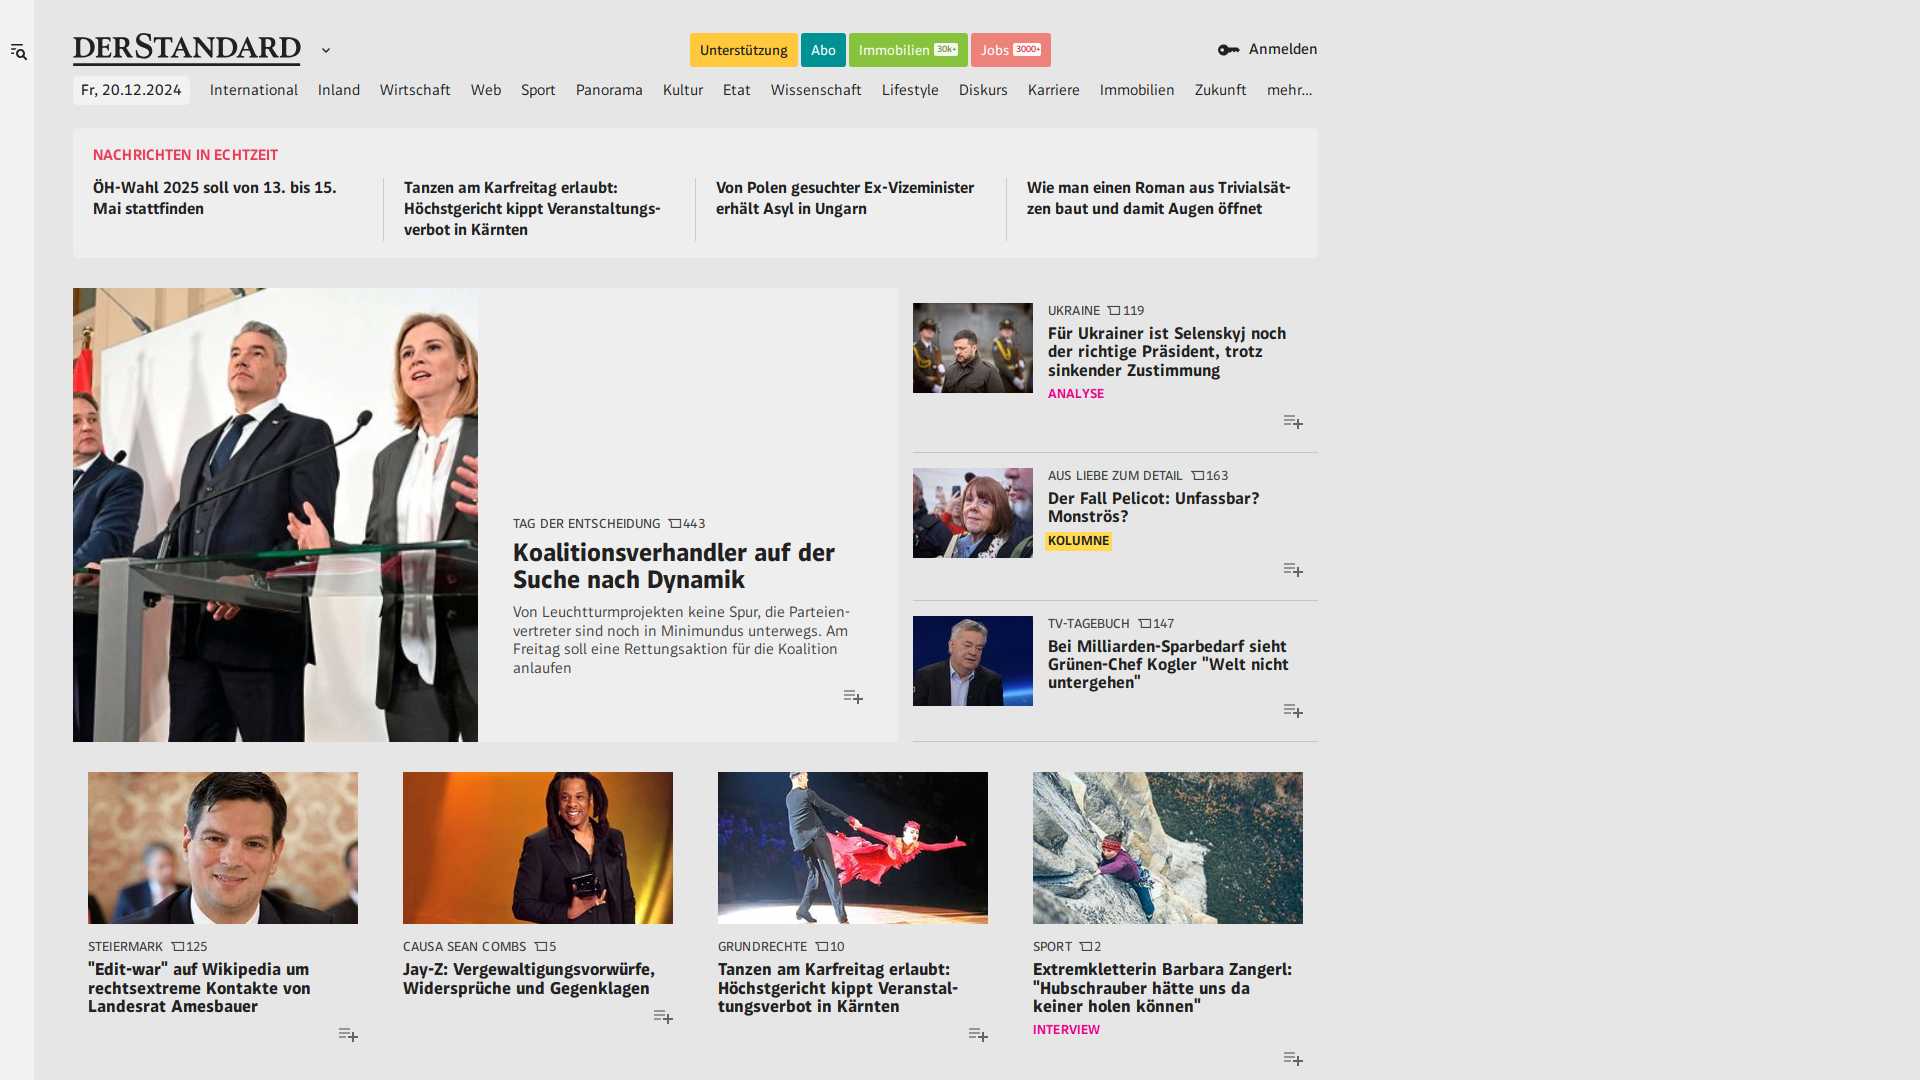 DERSTANDARD
Unterstützung
Abo
Immobilien 30k+
Jobs 3000+
Anmelden
Fr, 20.12.2024
International
Inland
Wirtschaft
Web
Sport
Panorama
Kultur
Etat
Wissenschaft
Lifestyle
Diskurs
Karriere
Immobilien
Zukunft
mehr...
NACHRICHTEN IN ECHTZEIT
ÖH-Wahl 2025 soll von 13. bis 15.
Mai stattfinden
Tanzen am Karfreitag erlaubt:
Höchstgericht kippt Veranstaltungs-
verbot in Kärnten
Von Polen gesuchter Ex-Vizeminister
erhält Asyl in Ungarn
Wie man einen Roman aus Trivialsät-
zen baut und damit Augen öffnet
TAG DER ENTSCHEIDUNG 443
Koalitionsverhandler auf der
Suche nach Dynamik
Von Leuchtturmprojekten keine Spur, die Parteien-
vertreter sind noch in Minimundus unterwegs. Am
Freitag soll eine Rettungsaktion für die Koalition
anlaufen
UKRAINE 119
Für Ukrainer ist Selenskyj noch
der richtige Präsident, trotz
sinkender Zustimmung
ANALYSE
AUS LIEBE ZUM DETAIL 163
Der Fall Pelicot: Unfassbar?
Monströs?
KOLUMNE
TV-TAGEBUCH 147
Bei Milliarden-Sparbedarf sieht
Grünen-Chef Kogler "Welt nicht
untergehen"
STEIERMARK 125
"Edit-war" auf Wikipedia um
rechtsextreme Kontakte von
Landesrat Amesbauer
CAUSA SEAN COMBS 5
Jay-Z: Vergewaltigungsvorwürfe,
Widersprüche und Gegenklagen
GRUNDRECHTE 10
Tanzen am Karfreitag erlaubt:
Höchstgericht kippt Veranstal-
tungsverbot in Kärnten
SPORT 2
Extremkletterin Barbara Zangerl:
"Hubschrauber hätte uns da
keiner holen können"
INTERVIEW